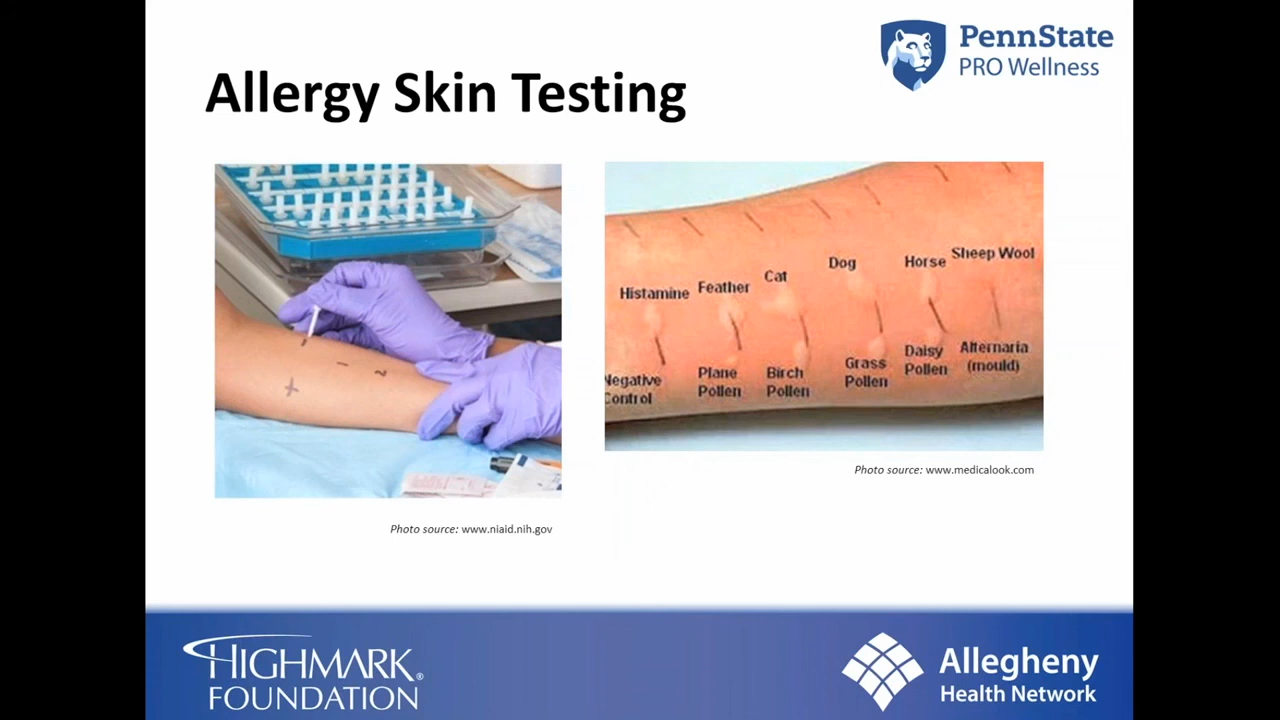 PennState
PRO Wellness
Allergy Skin Testing
Histamine
Feather
Cat
Dog
Horse
Sheep Wool
Negative
Control
Plane
Pollen
Birch
Pollen
Grass
Pollen
Daisy
Pollen
Alternaria
(mould)
Photo source: www.medicalook.com
Photo source: www.niaid.nih.gov
HIGHMARK®
FOUNDATION
Allegheny
Health Network